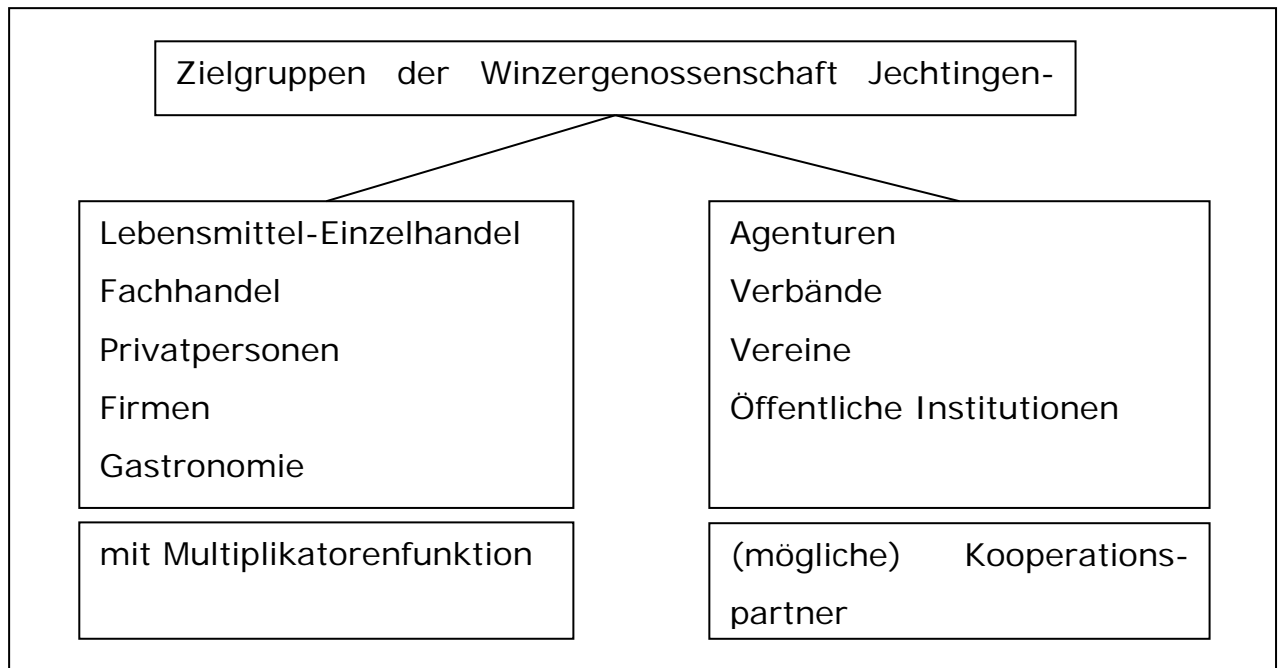 Zielgruppen der Winzergenossenschaft Jechtingen-
Lebensmittel-Einzelhandel
Fachhandel
Privatpersonen
Firmen
Gastronomie
mit Multiplikatorenfunktion
Agenturen
Verbände
Vereine
Öffentliche Institutionen
(mögliche) Kooperations-
partner